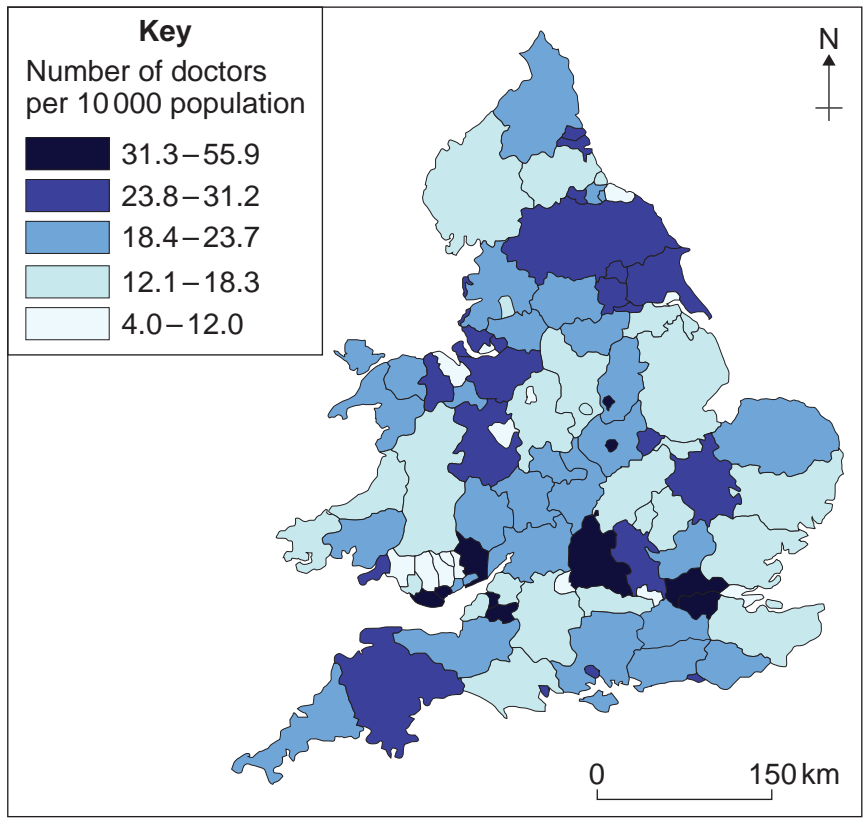 Key
Number of doctors
per 10 000 population
31.3–55.9
23.8–31.2
18.4–23.7
12.1–18.3
4.0–12.0
N
0 150 km